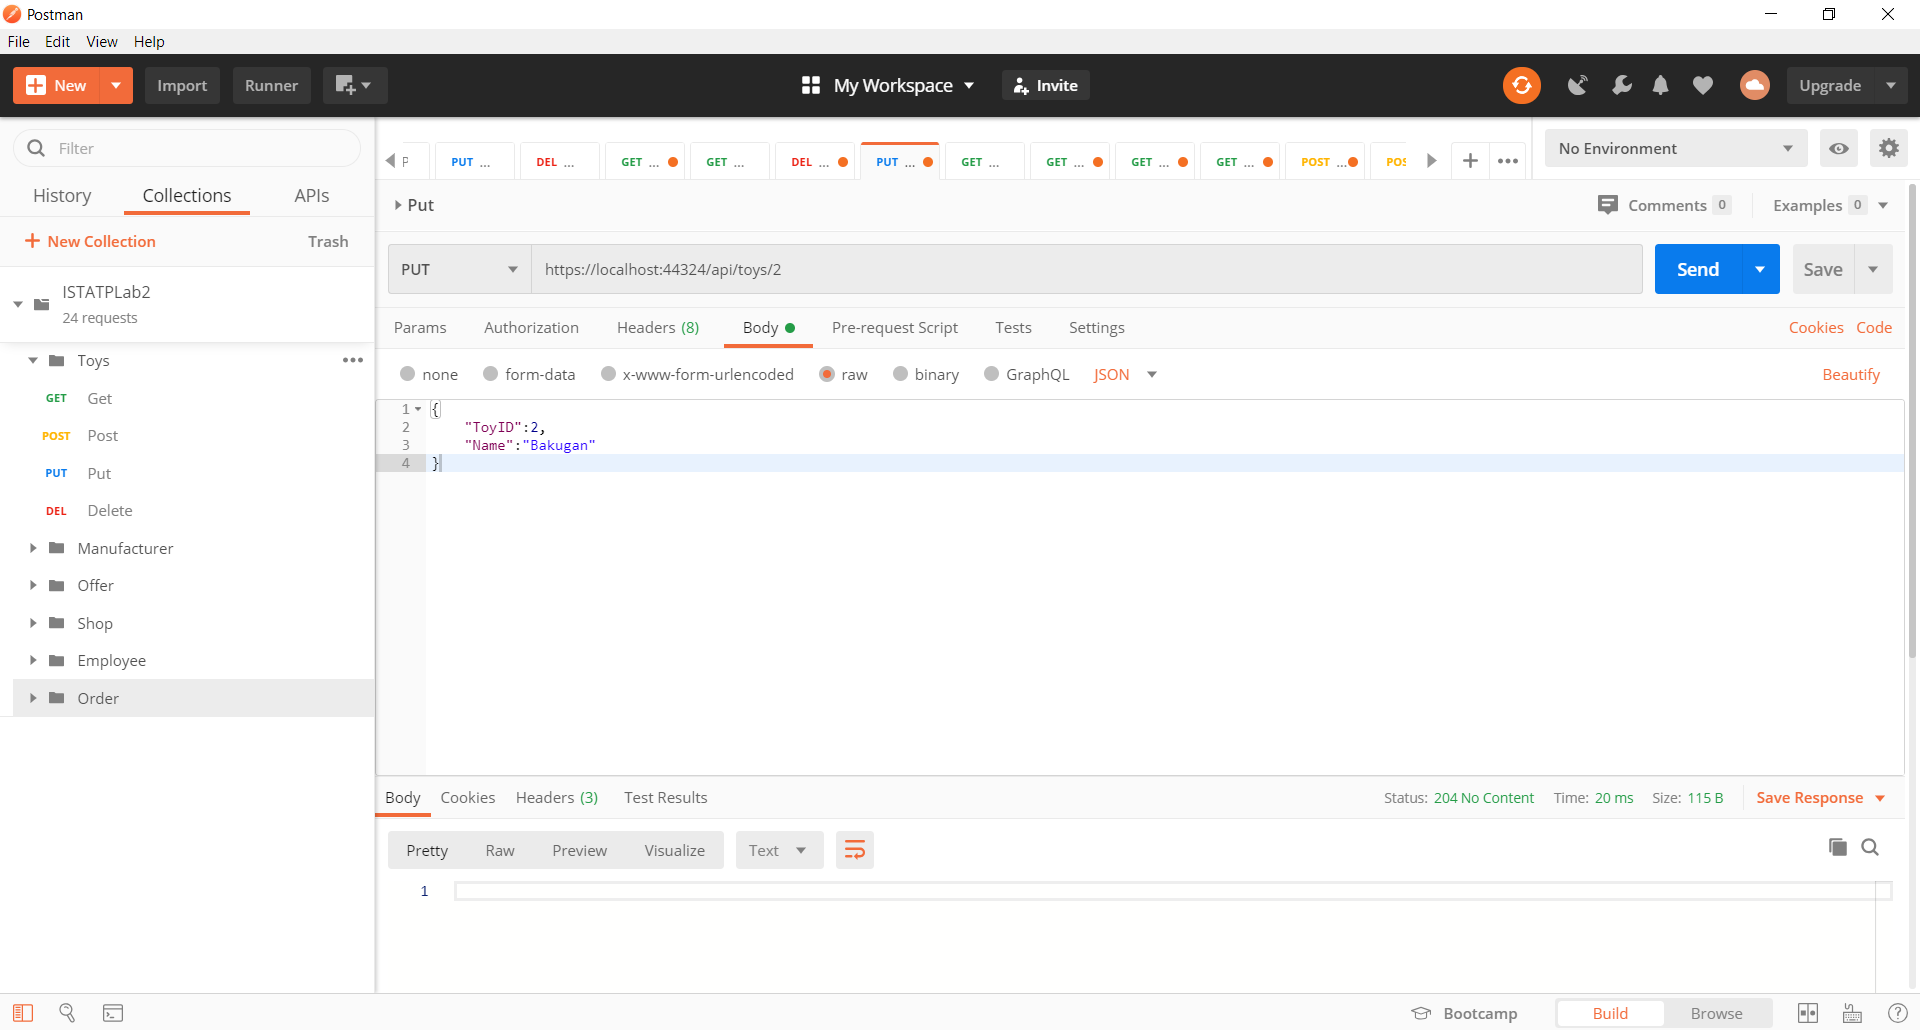 Postman
File Edit View Help
New Import Runner My Workspace Invite Upgrade
Filter
History Collections APIs
New Collection Trash
ISTATPLab2
24 requests
Toys
GET Get
POST Post
PUT Put
DEL Delete
Manufacturer
Offer
Shop
Employee
Order
P PUT ... DEL ... GET ... GET ... DEL ... PUT ... GET ... GET ... GET ... GET ... POST ... POS
No Environment
Put Comments 0 Examples 0
PUT https://localhost:44324/api/toys/2 Send Save
Params Authorization Headers (8) Body Pre-request Script Tests Settings Cookies Code
none form-data x-www-form-urlencoded raw binary GraphQL JSON Beautify
1 {
2 "ToyID":2,
3 "Name":"Bakugan"
4 }
Body Cookies Headers (3) Test Results Status: 204 No Content Time: 20 ms Size: 115 B Save Response
Pretty Raw Preview Visualize Text
1
Bootcamp Build Browse